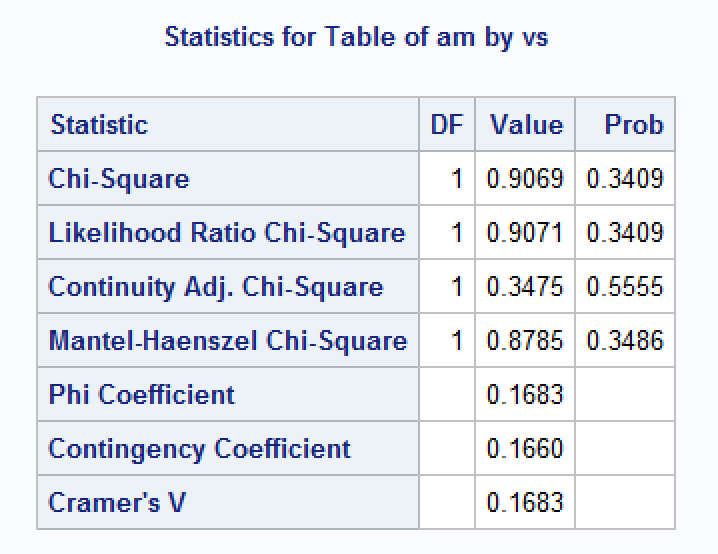 Statistics for Table of am by vs
Statistic DF Value Prob
Chi-Square 1 0.9069 0.3409
Likelihood Ratio Chi-Square 1 0.9071 0.3409
Continuity Adj. Chi-Square 1 0.3475 0.5555
Mantel-Haenszel Chi-Square 1 0.8785 0.3486
Phi Coefficient 0.1683
Contingency Coefficient 0.1660
Cramer's V 0.1683